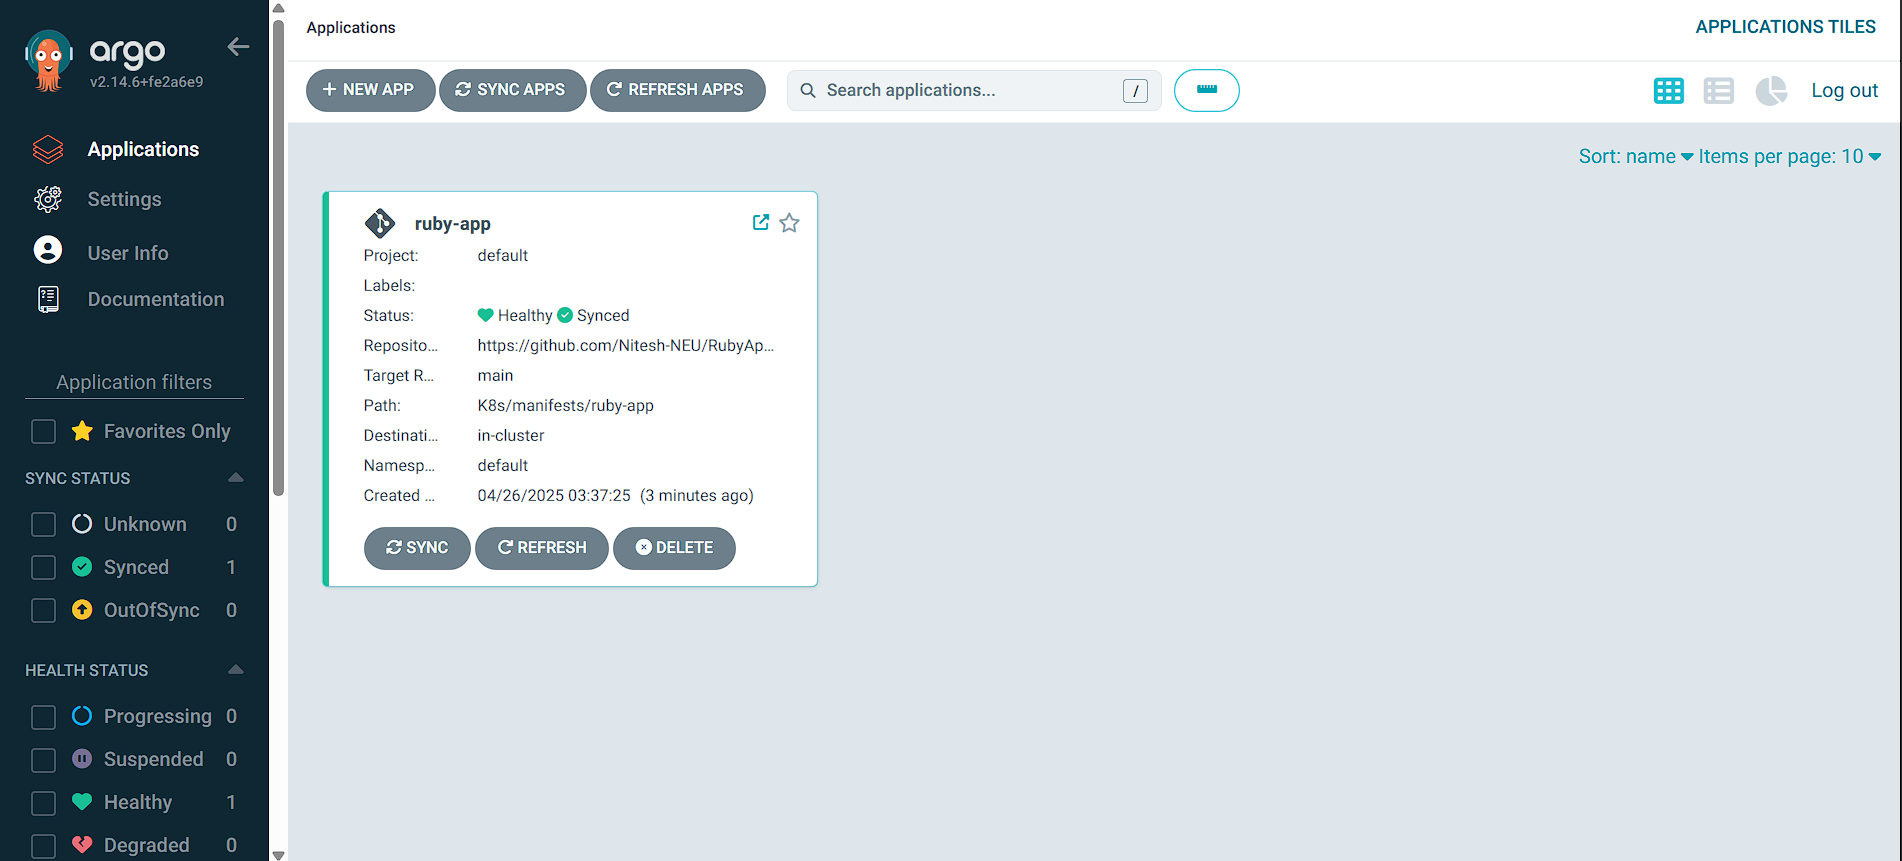 argo
v2.14.6+fe2a6e9
Applications
Settings
User Info
Documentation
Application filters
Favorites Only
SYNC STATUS
Unknown 0
Synced 1
OutOfSync 0
HEALTH STATUS
Progressing 0
Suspended 0
Healthy 1
Degraded 0
Applications
APPLICATIONS TILES
+ NEW APP
SYNC APPS
REFRESH APPS
Search applications...
/
Log out
Sort: name
Items per page: 10
ruby-app
Project: default
Labels:
Status: Healthy Synced
Reposito... https://github.com/Nitesh-NEU/RubyAp...
Target R... main
Path: K8s/manifests/ruby-app
Destinati... in-cluster
Namesp... default
Created ... 04/26/2025 03:37:25 (3 minutes ago)
SYNC
REFRESH
DELETE